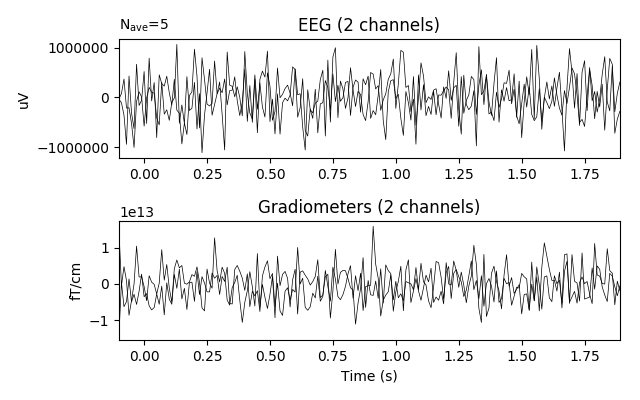 N_ave=5
EEG (2 channels)
1000000
0
−1000000
uV
0.00 0.25 0.50 0.75 1.00 1.25 1.50 1.75
1e13
Gradiometers (2 channels)
1
0
−1
fT/cm
0.00 0.25 0.50 0.75 1.00 1.25 1.50 1.75
Time (s)